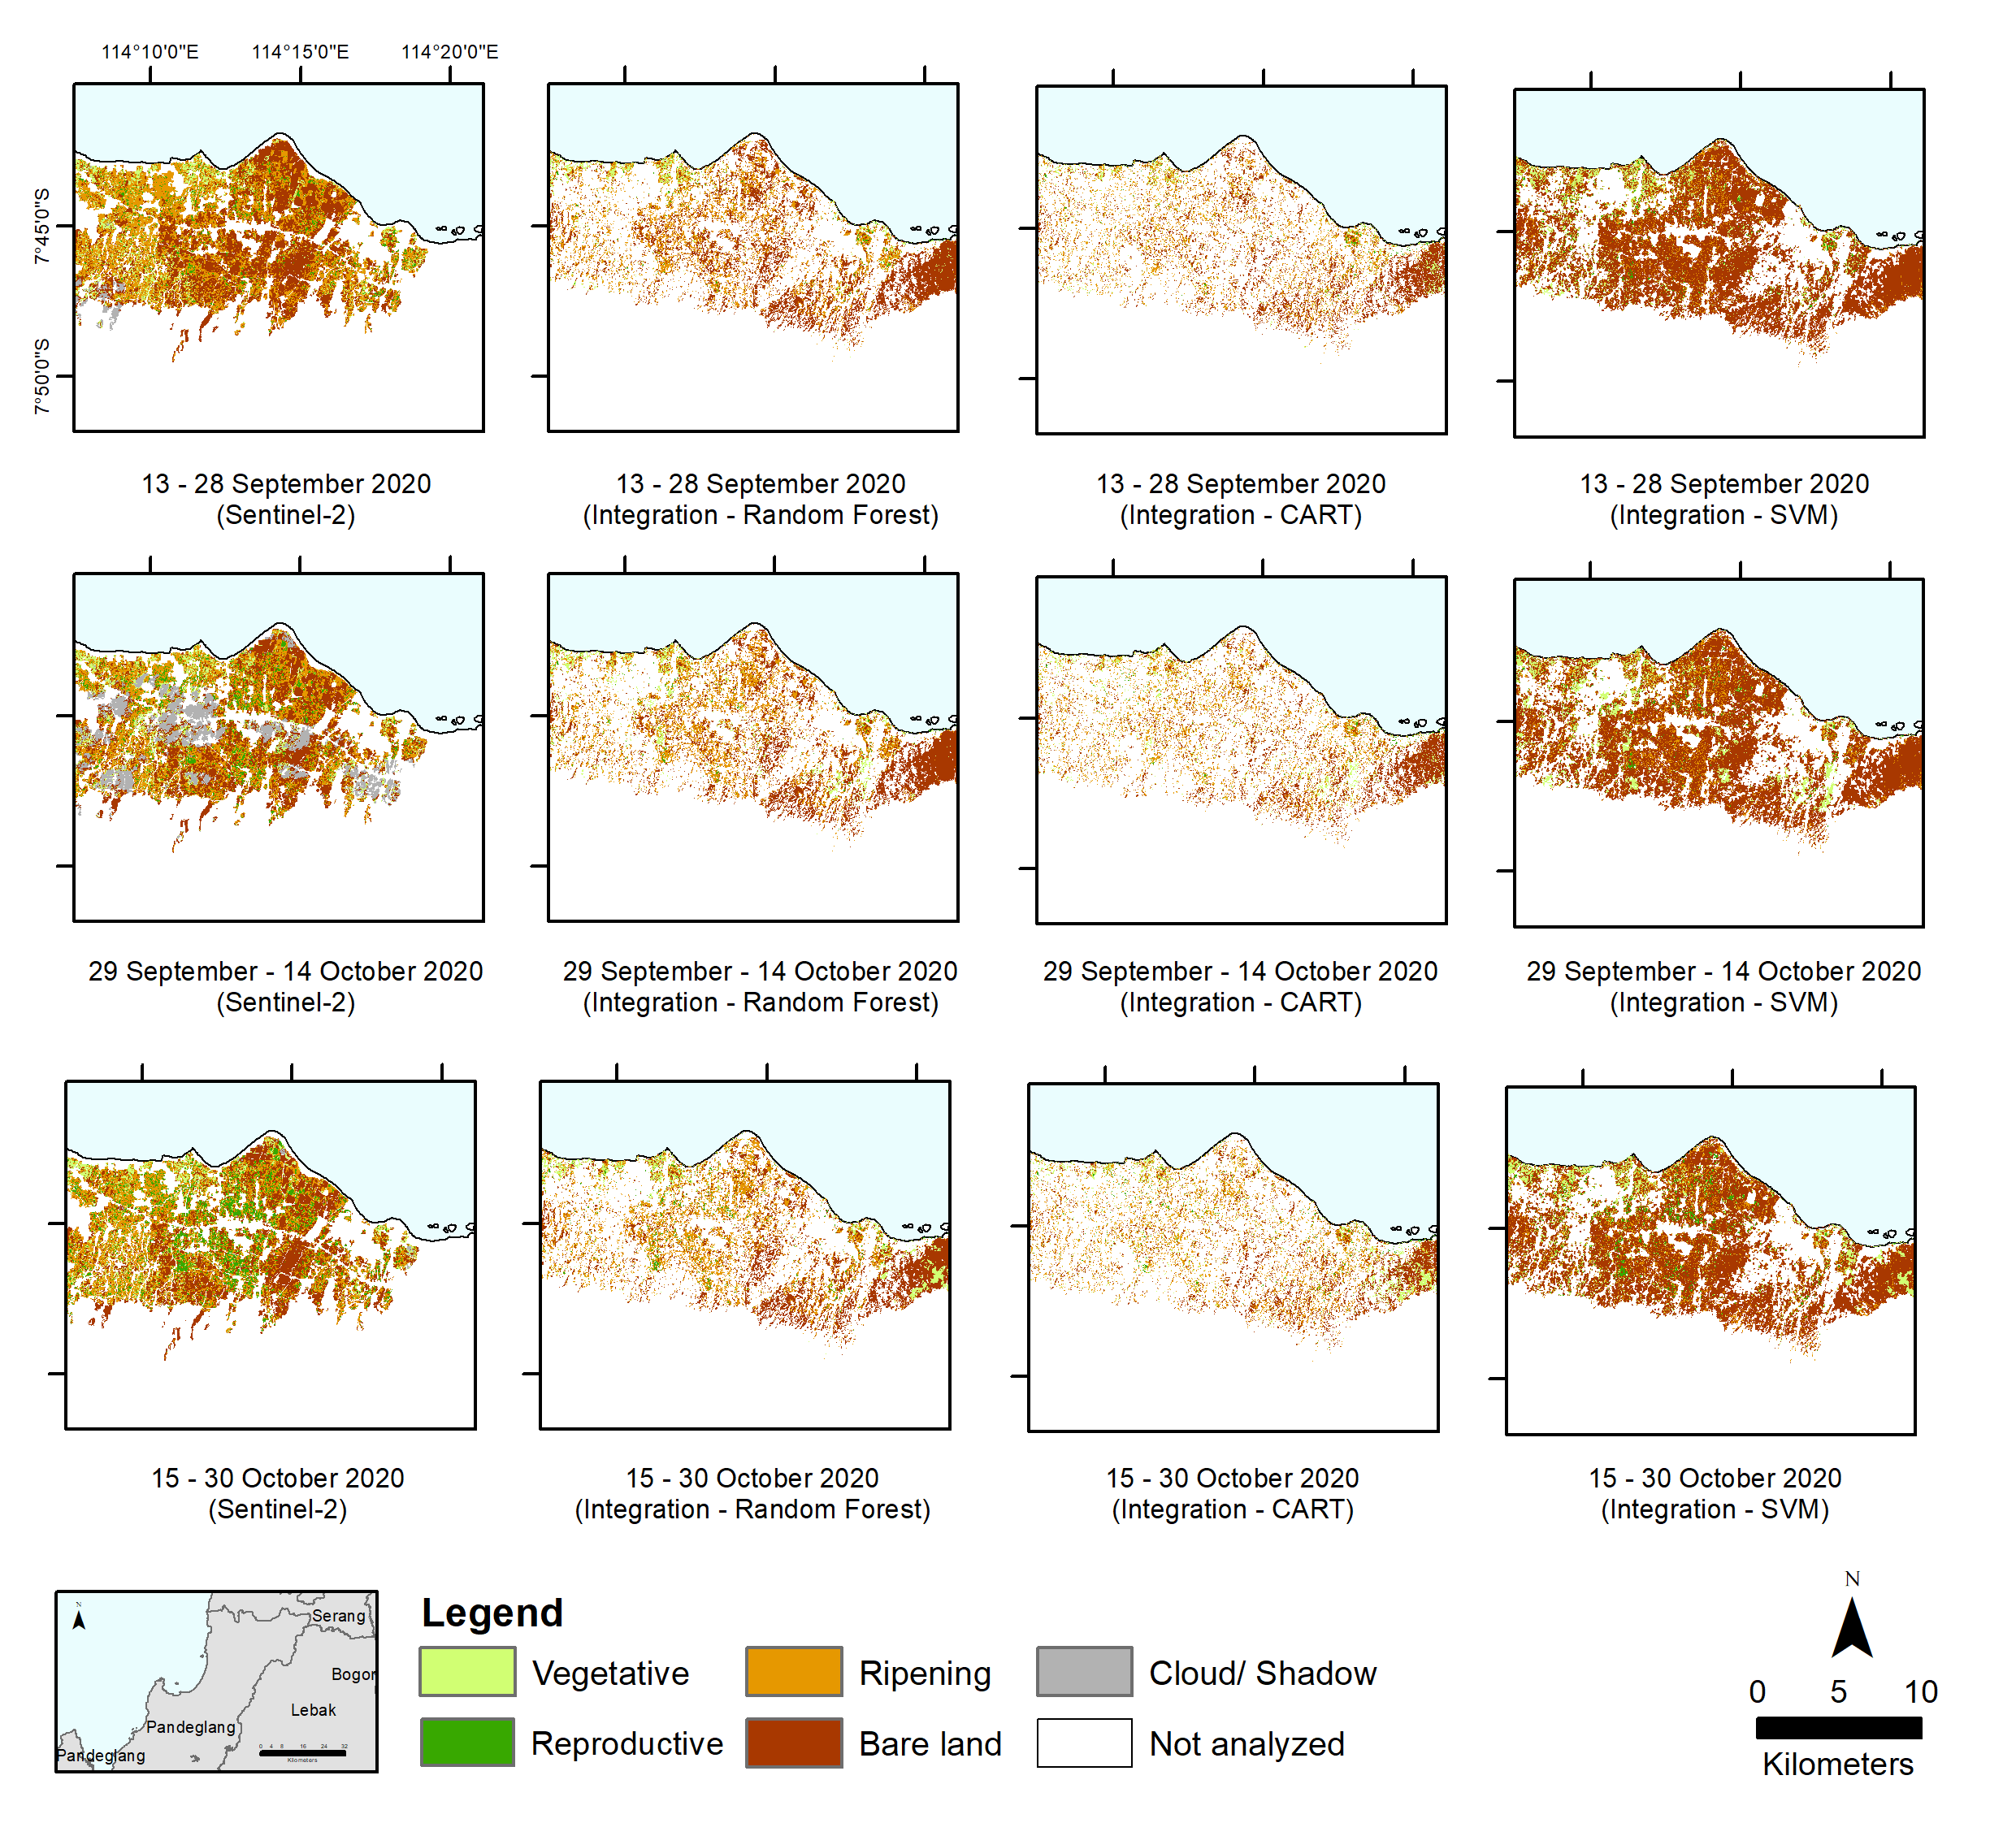 114°10'0"E 114°15'0"E 114°20'0"E
7°45'0"S
7°50'0"S
13 - 28 September 2020
(Sentinel-2)
13 - 28 September 2020
(Integration - Random Forest)
13 - 28 September 2020
(Integration - CART)
13 - 28 September 2020
(Integration - SVM)
29 September - 14 October 2020
(Sentinel-2)
29 September - 14 October 2020
(Integration - Random Forest)
29 September - 14 October 2020
(Integration - CART)
29 September - 14 October 2020
(Integration - SVM)
15 - 30 October 2020
(Sentinel-2)
15 - 30 October 2020
(Integration - Random Forest)
15 - 30 October 2020
(Integration - CART)
15 - 30 October 2020
(Integration - SVM)
N
Serang
Bogor
Lebak
Pandeglang
Pandeglang
0 4 8 16 24 32
Kilometers
Legend
Vegetative
Ripening
Cloud/ Shadow
Reproductive
Bare land
Not analyzed
N
0 5 10
Kilometers